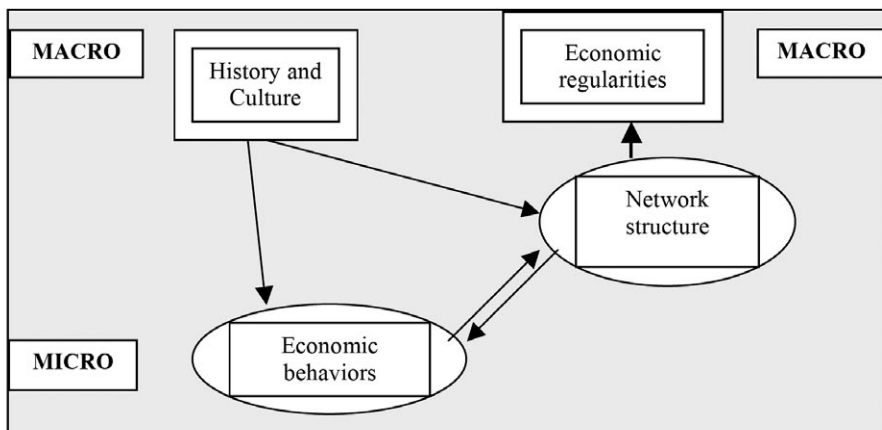 MACRO
History and
Culture
Economic
regularities
MACRO
Network
structure
MICRO
Economic
behaviors